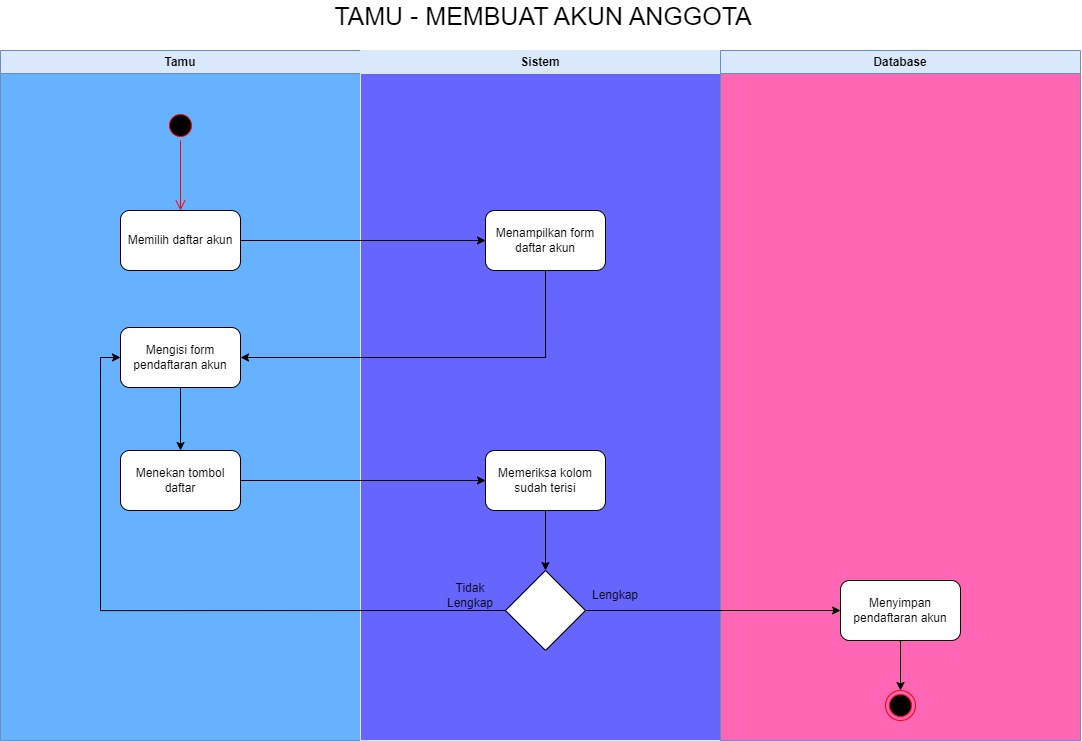 TAMU - MEMBUAT AKUN ANGGOTA
Tamu
Sistem
Database
Memilih daftar akun
Menampilkan form
daftar akun
Mengisi form
pendaftaran akun
Menekan tombol
daftar
Memeriksa kolom
sudah terisi
Tidak
Lengkap
Lengkap
Menyimpan
pendaftaran akun